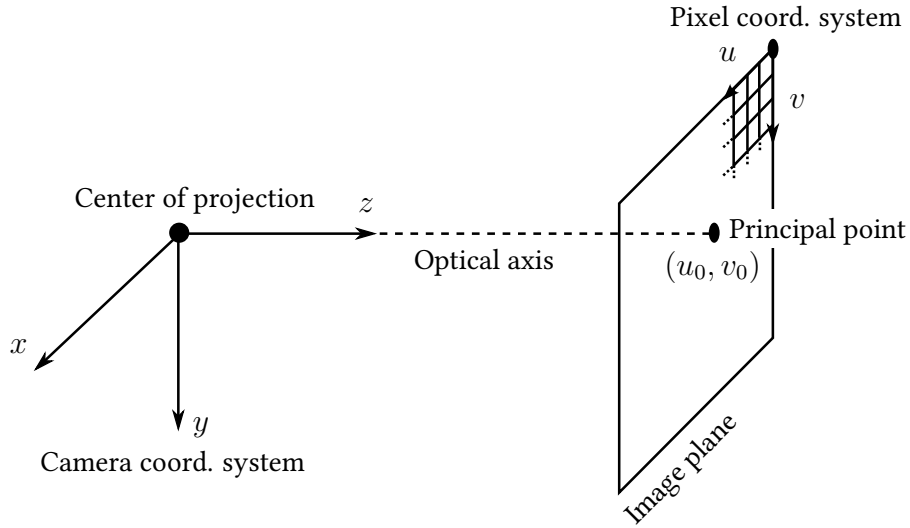 Pixel coord. system
u
v
Center of projection
z
Principal point
Optical axis
(u₀, v₀)
x
y
Camera coord. system
Image plane